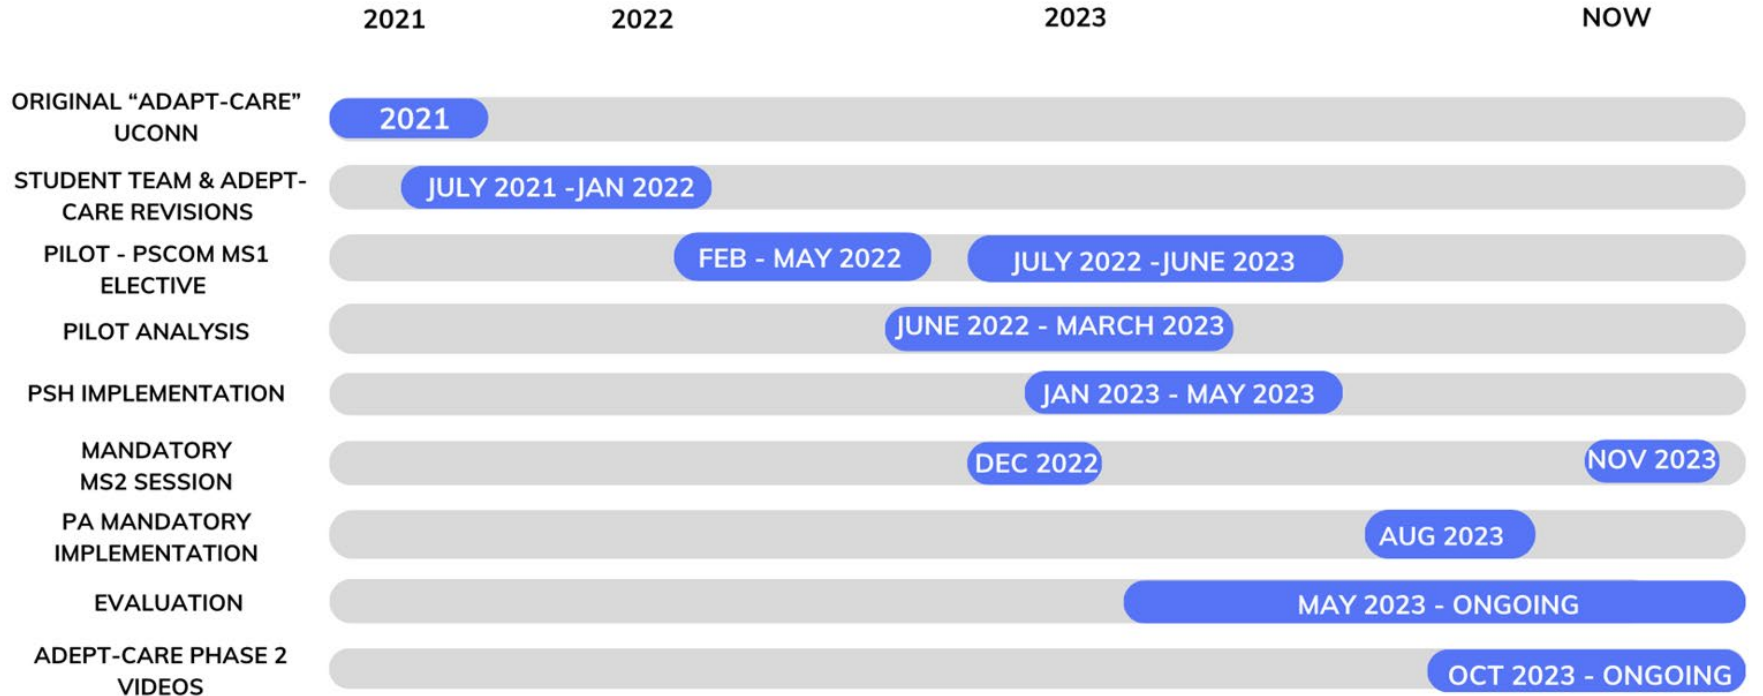 2021 2022 2023 NOW
ORIGINAL “ADAPT-CARE”
UCONN
2021
STUDENT TEAM & ADEPT-
CARE REVISIONS
JULY 2021 -JAN 2022
PILOT - PSCOM MS1
ELECTIVE
FEB - MAY 2022
JULY 2022 -JUNE 2023
PILOT ANALYSIS
JUNE 2022 - MARCH 2023
PSH IMPLEMENTATION
JAN 2023 - MAY 2023
MANDATORY
MS2 SESSION
DEC 2022
NOV 2023
PA MANDATORY
IMPLEMENTATION
AUG 2023
EVALUATION
MAY 2023 - ONGOING
ADEPT-CARE PHASE 2
VIDEOS
OCT 2023 - ONGOING